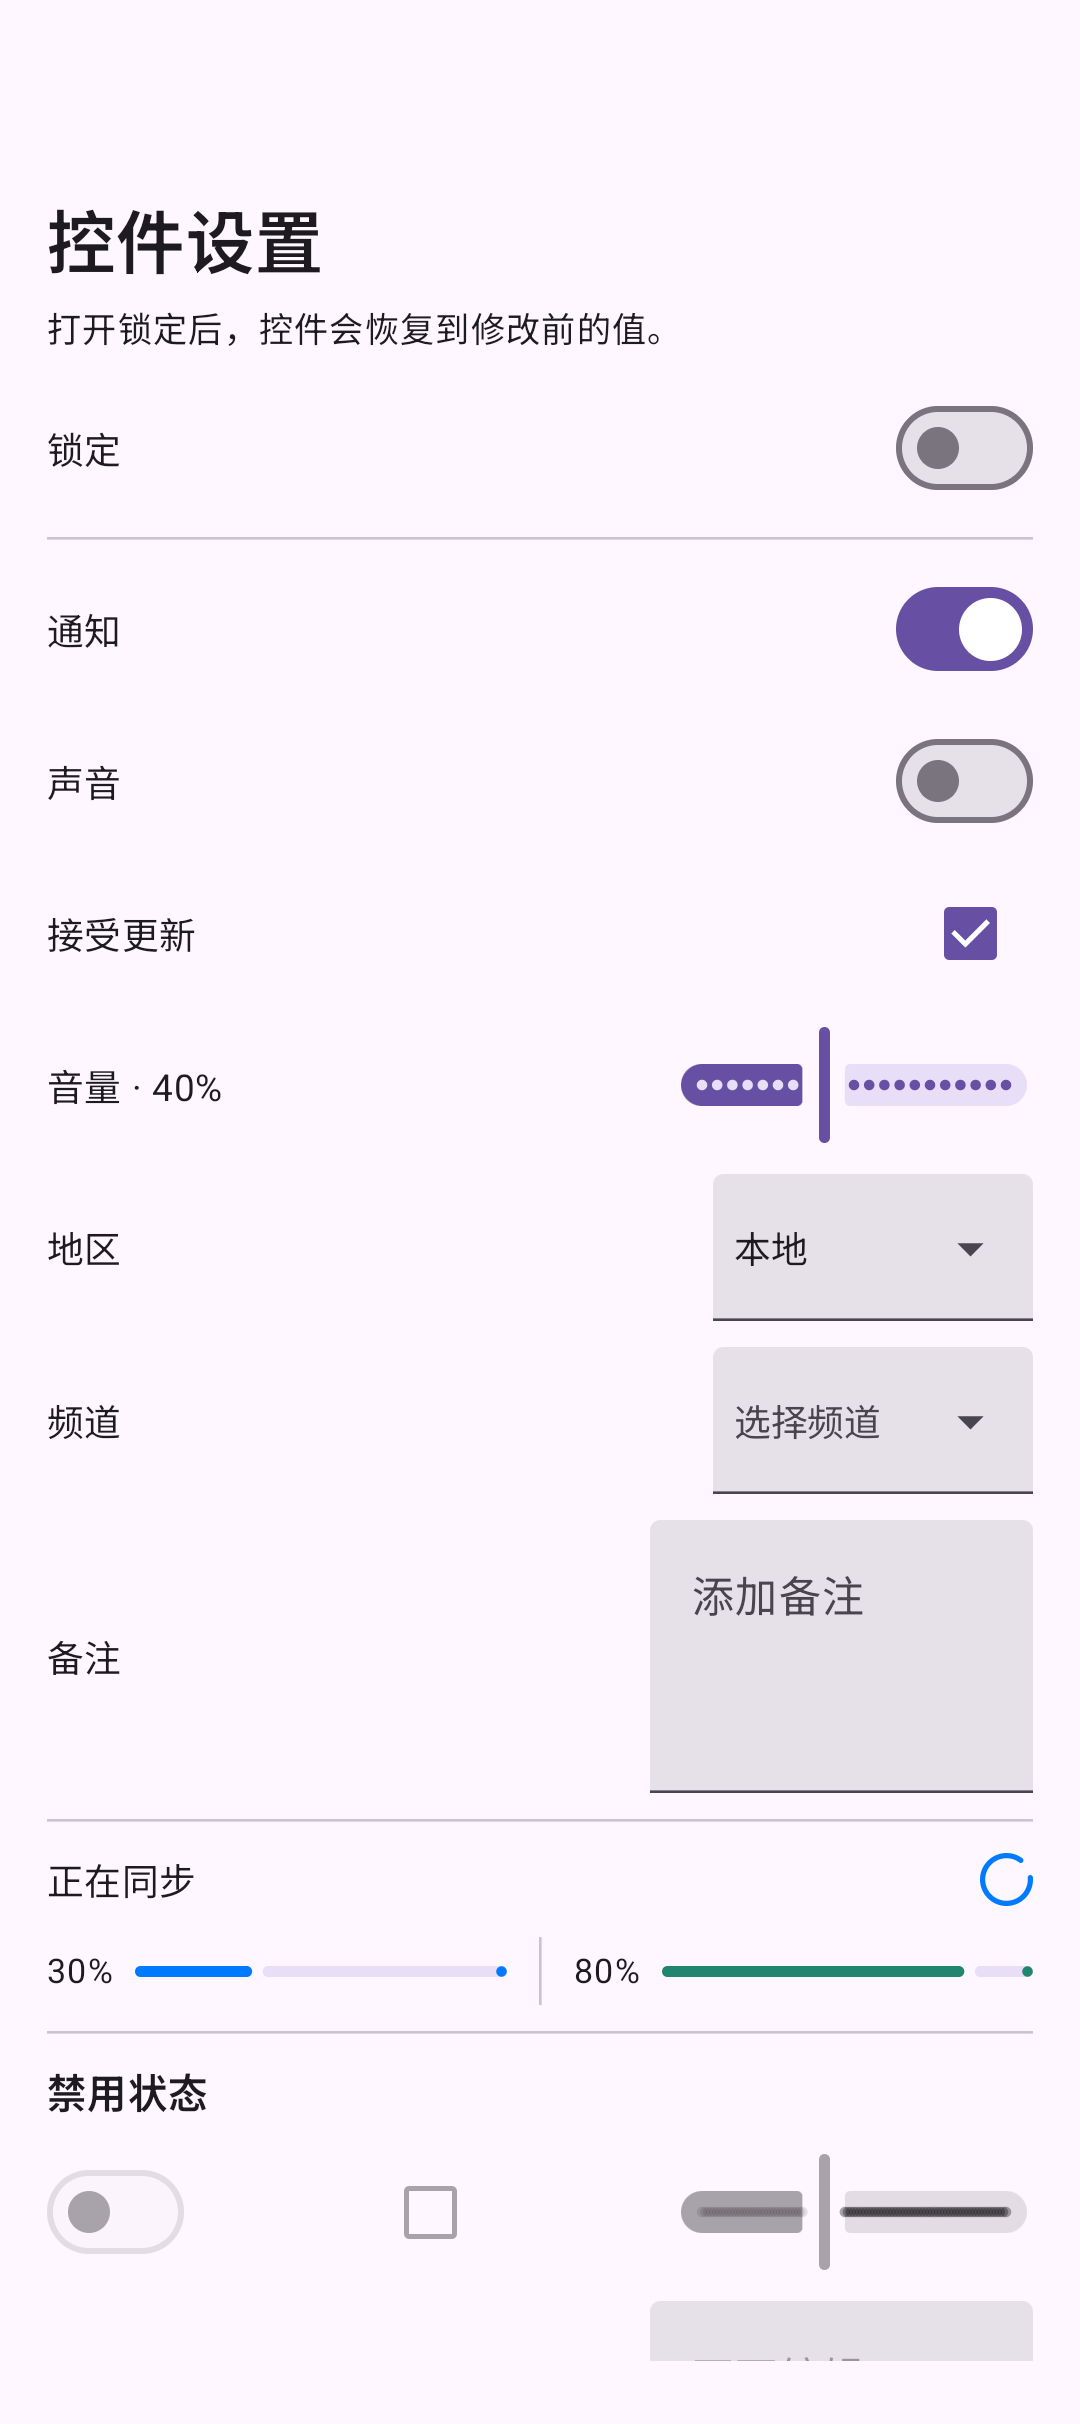 控件设置
打开锁定后，控件会恢复到修改前的值。
锁定
通知
声音
接受更新
音量 · 40%
地区
本地
频道
选择频道
备注
添加备注
正在同步
30%
80%
禁用状态